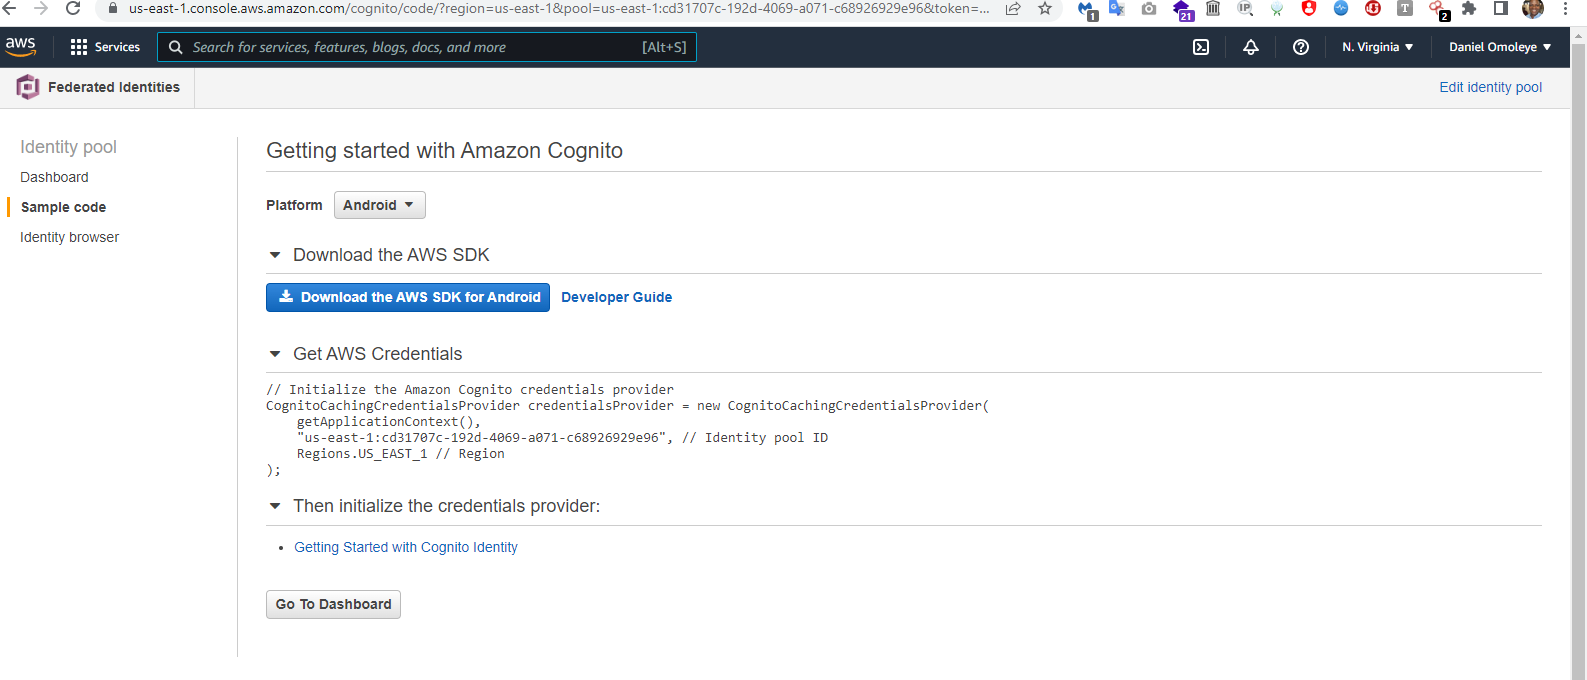 us-east-1.console.aws.amazon.com/cognito/code/?region=us-east-1&pool=us-east-1:cd31707c-192d-4069-a071-c68926929e96&token=...
1
21
IP
T
2
aws
Services
Search for services, features, blogs, docs, and more
[Alt+S]
N. Virginia
Daniel Omoleye
Federated Identities
Edit identity pool
Identity pool
Dashboard
Sample code
Identity browser
Getting started with Amazon Cognito
Platform
Android
Download the AWS SDK
Download the AWS SDK for Android
Developer Guide
Get AWS Credentials
// Initialize the Amazon Cognito credentials provider
CognitoCachingCredentialsProvider credentialsProvider = new CognitoCachingCredentialsProvider(
getApplicationContext(),
"us-east-1:cd31707c-192d-4069-a071-c68926929e96", // Identity pool ID
Regions.US_EAST_1 // Region
);
Then initialize the credentials provider:
Getting Started with Cognito Identity
Go To Dashboard